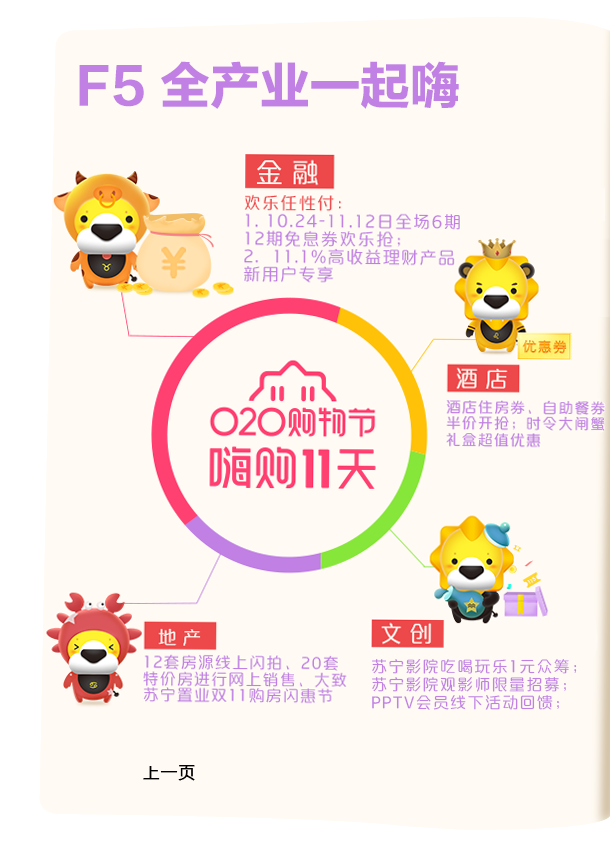 F5 全产业一起嗨
金融
欢乐任性付：
1. 10.24-11.12日全场6期
12期免息券欢乐抢；
2. 11.1%高收益理财产品
新用户专享
¥
优惠券
酒店
酒店住房券、自助餐券
半价开抢；时令大闸蟹
礼盒超值优惠
O2O购物节
嗨购11天
地产
12套房源线上闪拍、20套
特价房进行网上销售、大致
苏宁置业双11购房闪惠节
文创
苏宁影院吃喝玩乐1元众筹；
苏宁影院观影师限量招募；
PPTV会员线下活动回馈；
上一页